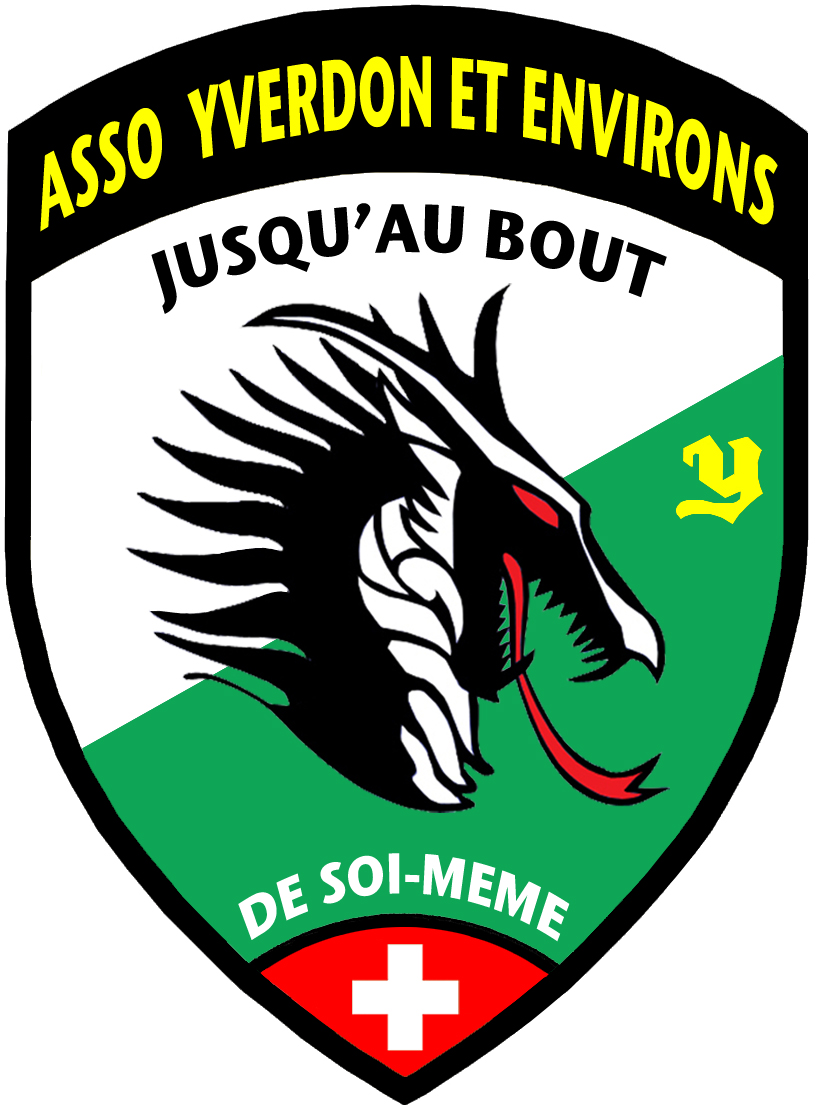 ASSO YVERDON ET ENVIRONS
JUSQU'AU BOUT
Y
DE SOI-MEME